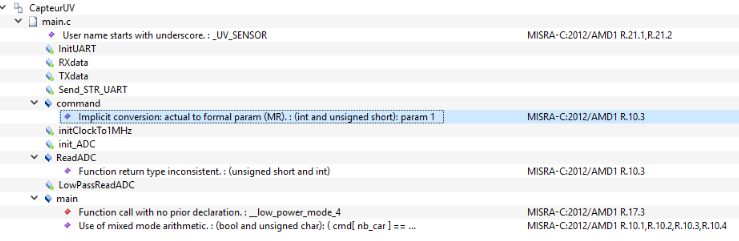 CapteurUV
main.c
User name starts with underscore. : _UV_SENSOR MISRA-C:2012/AMD1 R.21.1,R.21.2
InitUART
RXdata
TXdata
Send_STR_UART
command
Implicit conversion: actual to formal param (MR). : (int and unsigned short): param 1 MISRA-C:2012/AMD1 R.10.3
initClockTo1MHz
init_ADC
ReadADC
Function return type inconsistent. : (unsigned short and int) MISRA-C:2012/AMD1 R.10.3
LowPassReadADC
main
Function call with no prior declaration. : __low_power_mode_4 MISRA-C:2012/AMD1 R.17.3
Use of mixed mode arithmetic. : (bool and unsigned char): ( cmd[ nb_car ] == ... MISRA-C:2012/AMD1 R.10.1,R.10.2,R.10.3,R.10.4